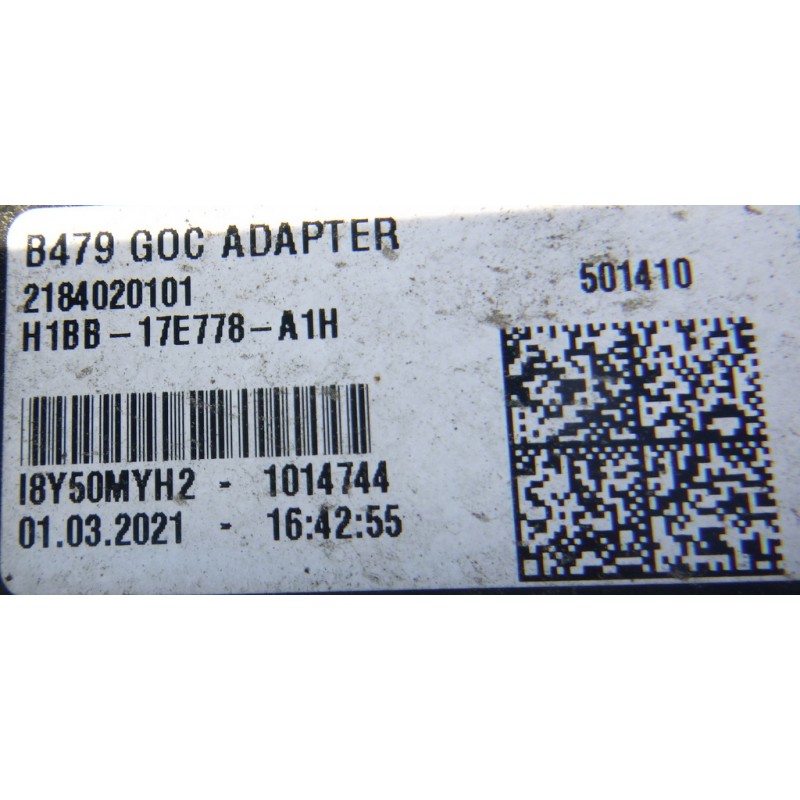 B479 GOC ADAPTER
2184020101
H1BB-17E778-A1H
501410
I8Y50MYH2 - 1014744
01.03.2021 - 16:42:55